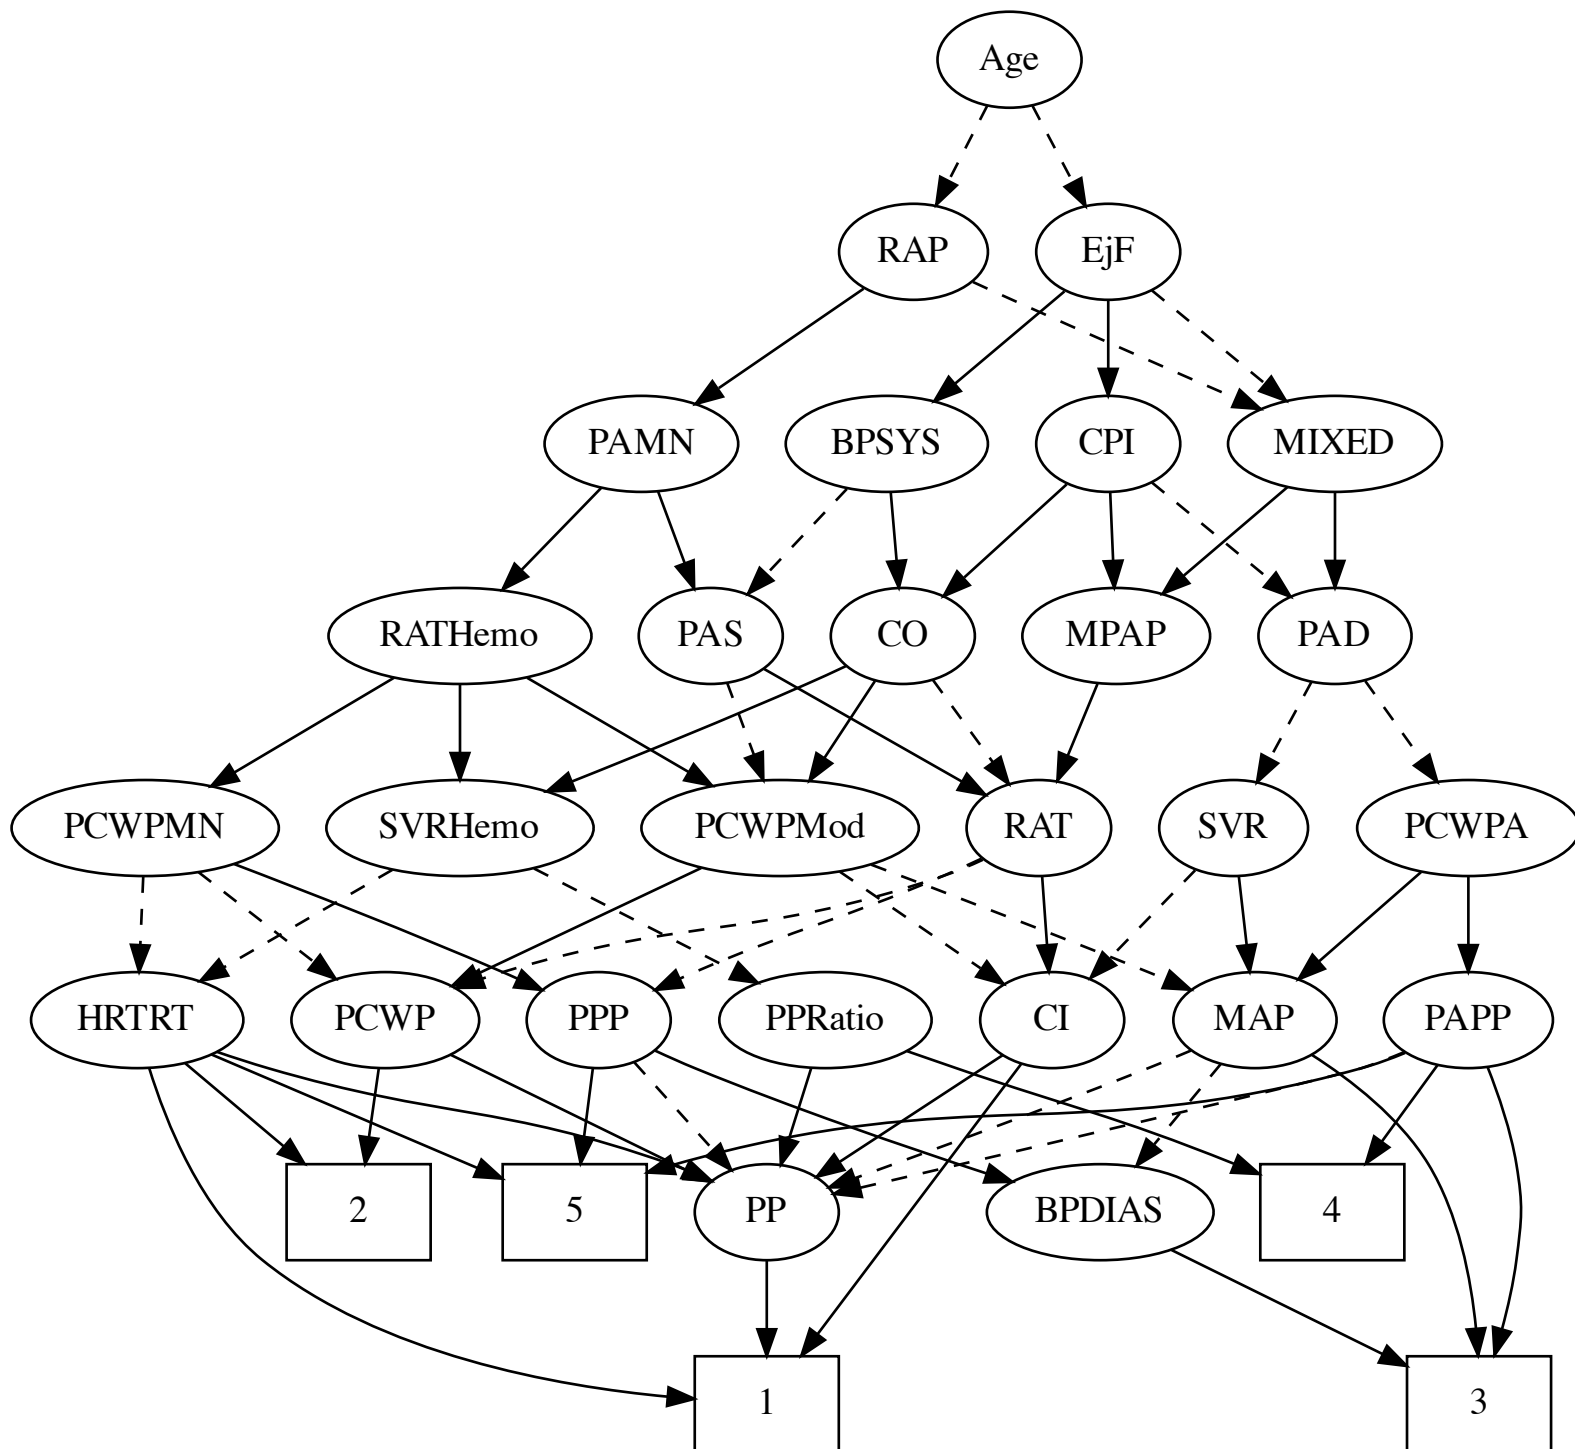 Age
RAP
EjF
PAMN
BPSYS
CPI
MIXED
RATHemo
PAS
CO
MPAP
PAD
PCWPMN
SVRHemo
PCWPMod
RAT
SVR
PCWPA
HRTRT
PCWP
PPP
PPRatio
CI
MAP
PAPP
2
5
PP
BPDIAS
4
1
3